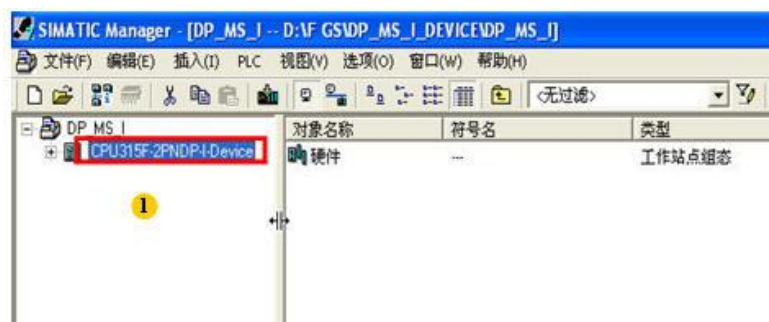 SIMATIC Manager - [DP_MS_I -- D:\F GS\DP_MS_I_DEVICE\DP_MS_I]
文件(F) 编辑(E) 插入(I) PLC 视图(V) 选项(O) 窗口(W) 帮助(H)
<无过滤>
DP_MS_I 对象名称 符号名 类型
CPU315F-2PNDP-I-Device 硬件 --- 工作站点组态
1